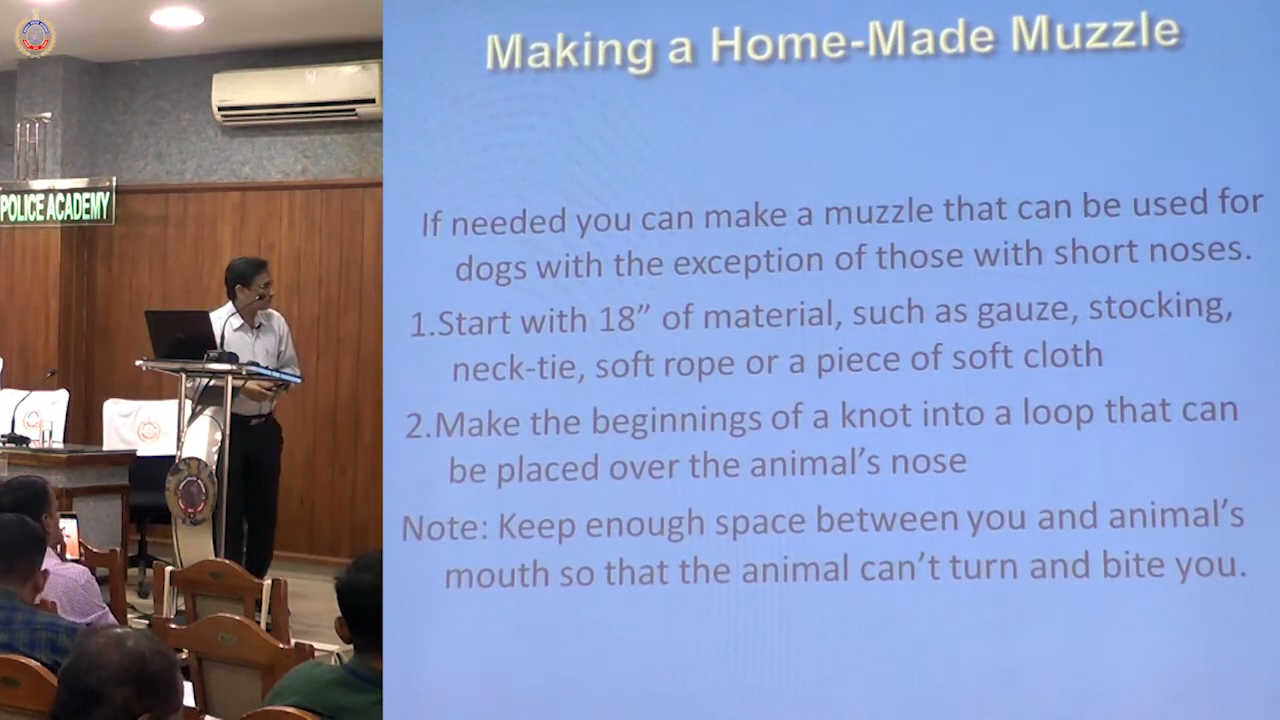 POLICE ACADEMY
Making a Home-Made Muzzle
If needed you can make a muzzle that can be used for
dogs with the exception of those with short noses.
1.Start with 18” of material, such as gauze, stocking,
neck-tie, soft rope or a piece of soft cloth
2.Make the beginnings of a knot into a loop that can
be placed over the animal’s nose
Note: Keep enough space between you and animal’s
mouth so that the animal can’t turn and bite you.